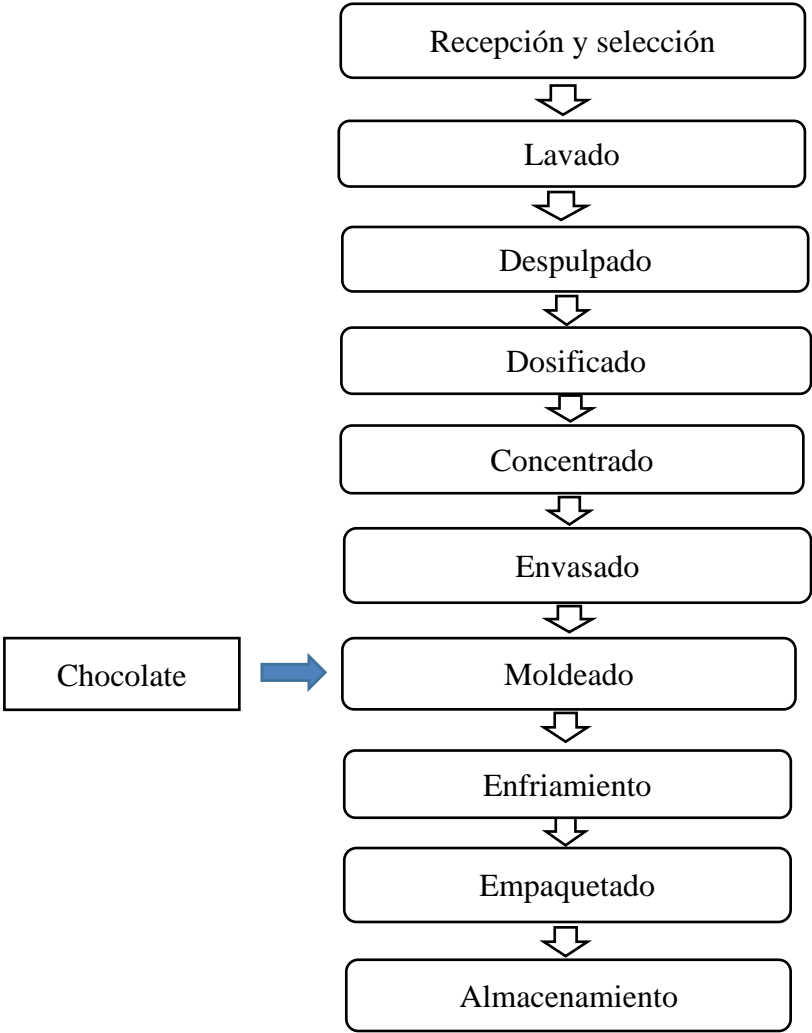 Recepción y selección
Lavado
Despulpado
Dosificado
Concentrado
Envasado
Chocolate
Moldeado
Enfriamiento
Empaquetado
Almacenamiento